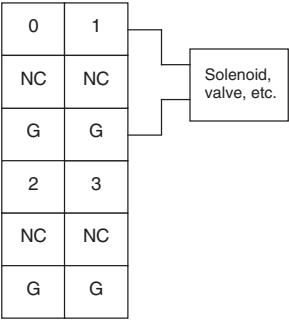 0 1
NC NC
G G
2 3
NC NC
G G
Solenoid,
valve, etc.